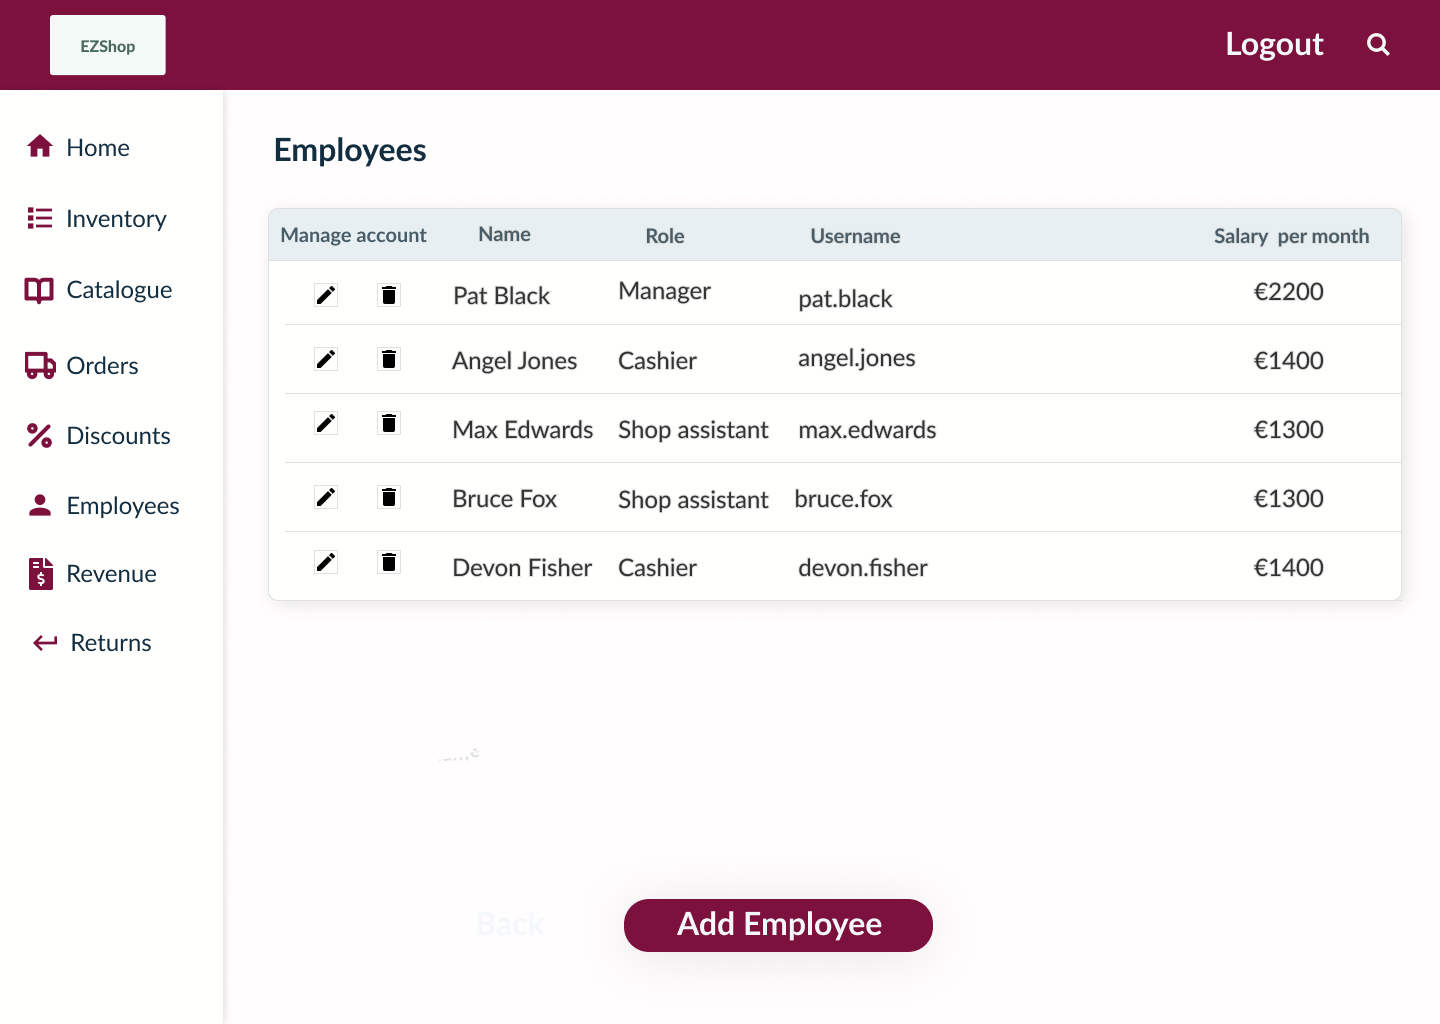 EZShop
Logout
Home
Inventory
Catalogue
Orders
Discounts
Employees
Revenue
Returns
Employees
Manage account Name Role Username Salary per month
Pat Black Manager pat.black €2200
Angel Jones Cashier angel.jones €1400
Max Edwards Shop assistant max.edwards €1300
Bruce Fox Shop assistant bruce.fox €1300
Devon Fisher Cashier devon.fisher €1400
Back
Add Employee